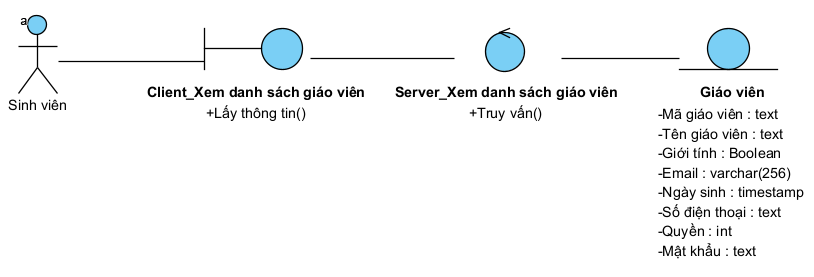 a
Sinh viên
Client_Xem danh sách giáo viên
+Lấy thông tin()
Server_Xem danh sách giáo viên
+Truy vấn()
Giáo viên
-Mã giáo viên : text
-Tên giáo viên : text
-Giới tính : Boolean
-Email : varchar(256)
-Ngày sinh : timestamp
-Số điện thoại : text
-Quyền : int
-Mật khẩu : text